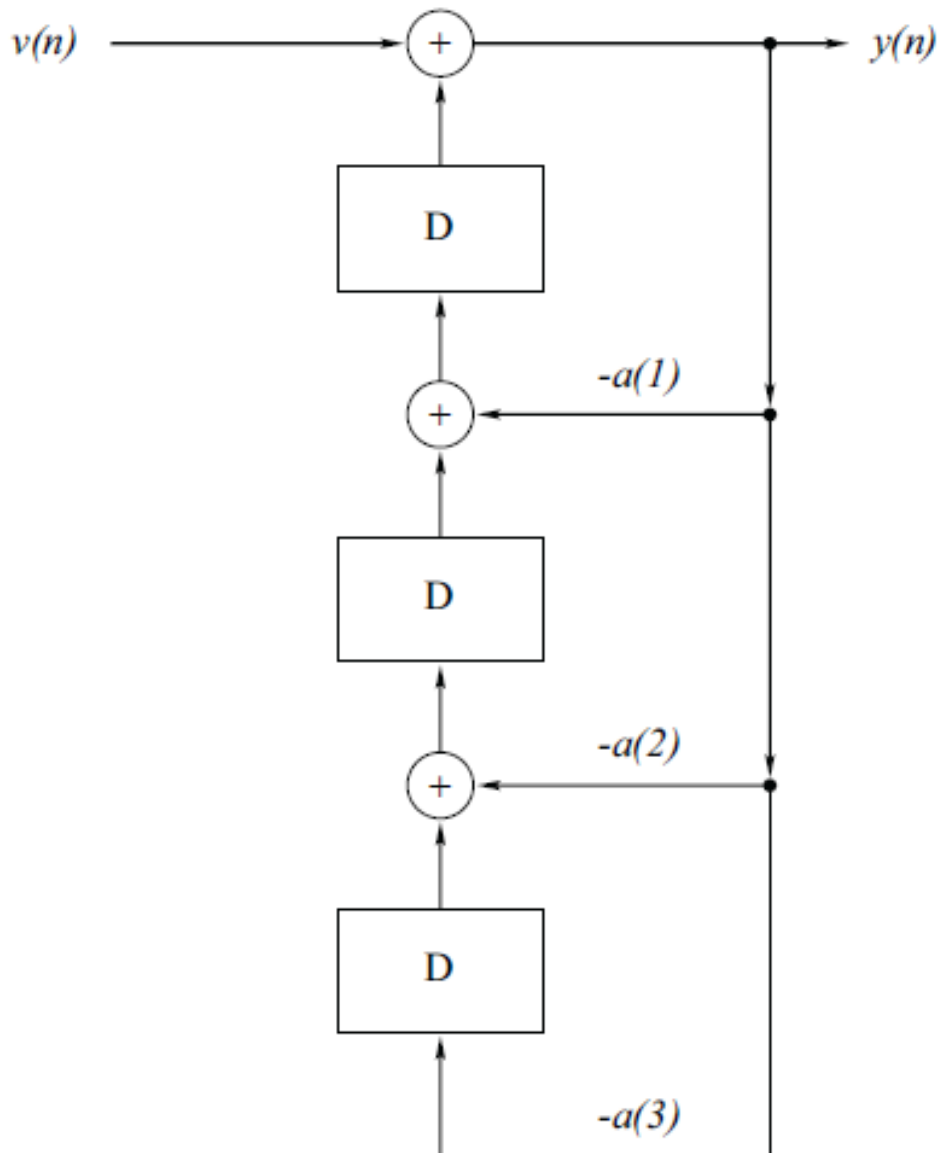 v(n) + y(n)
D
-a(1)
+
D
-a(2)
+
D
-a(3)